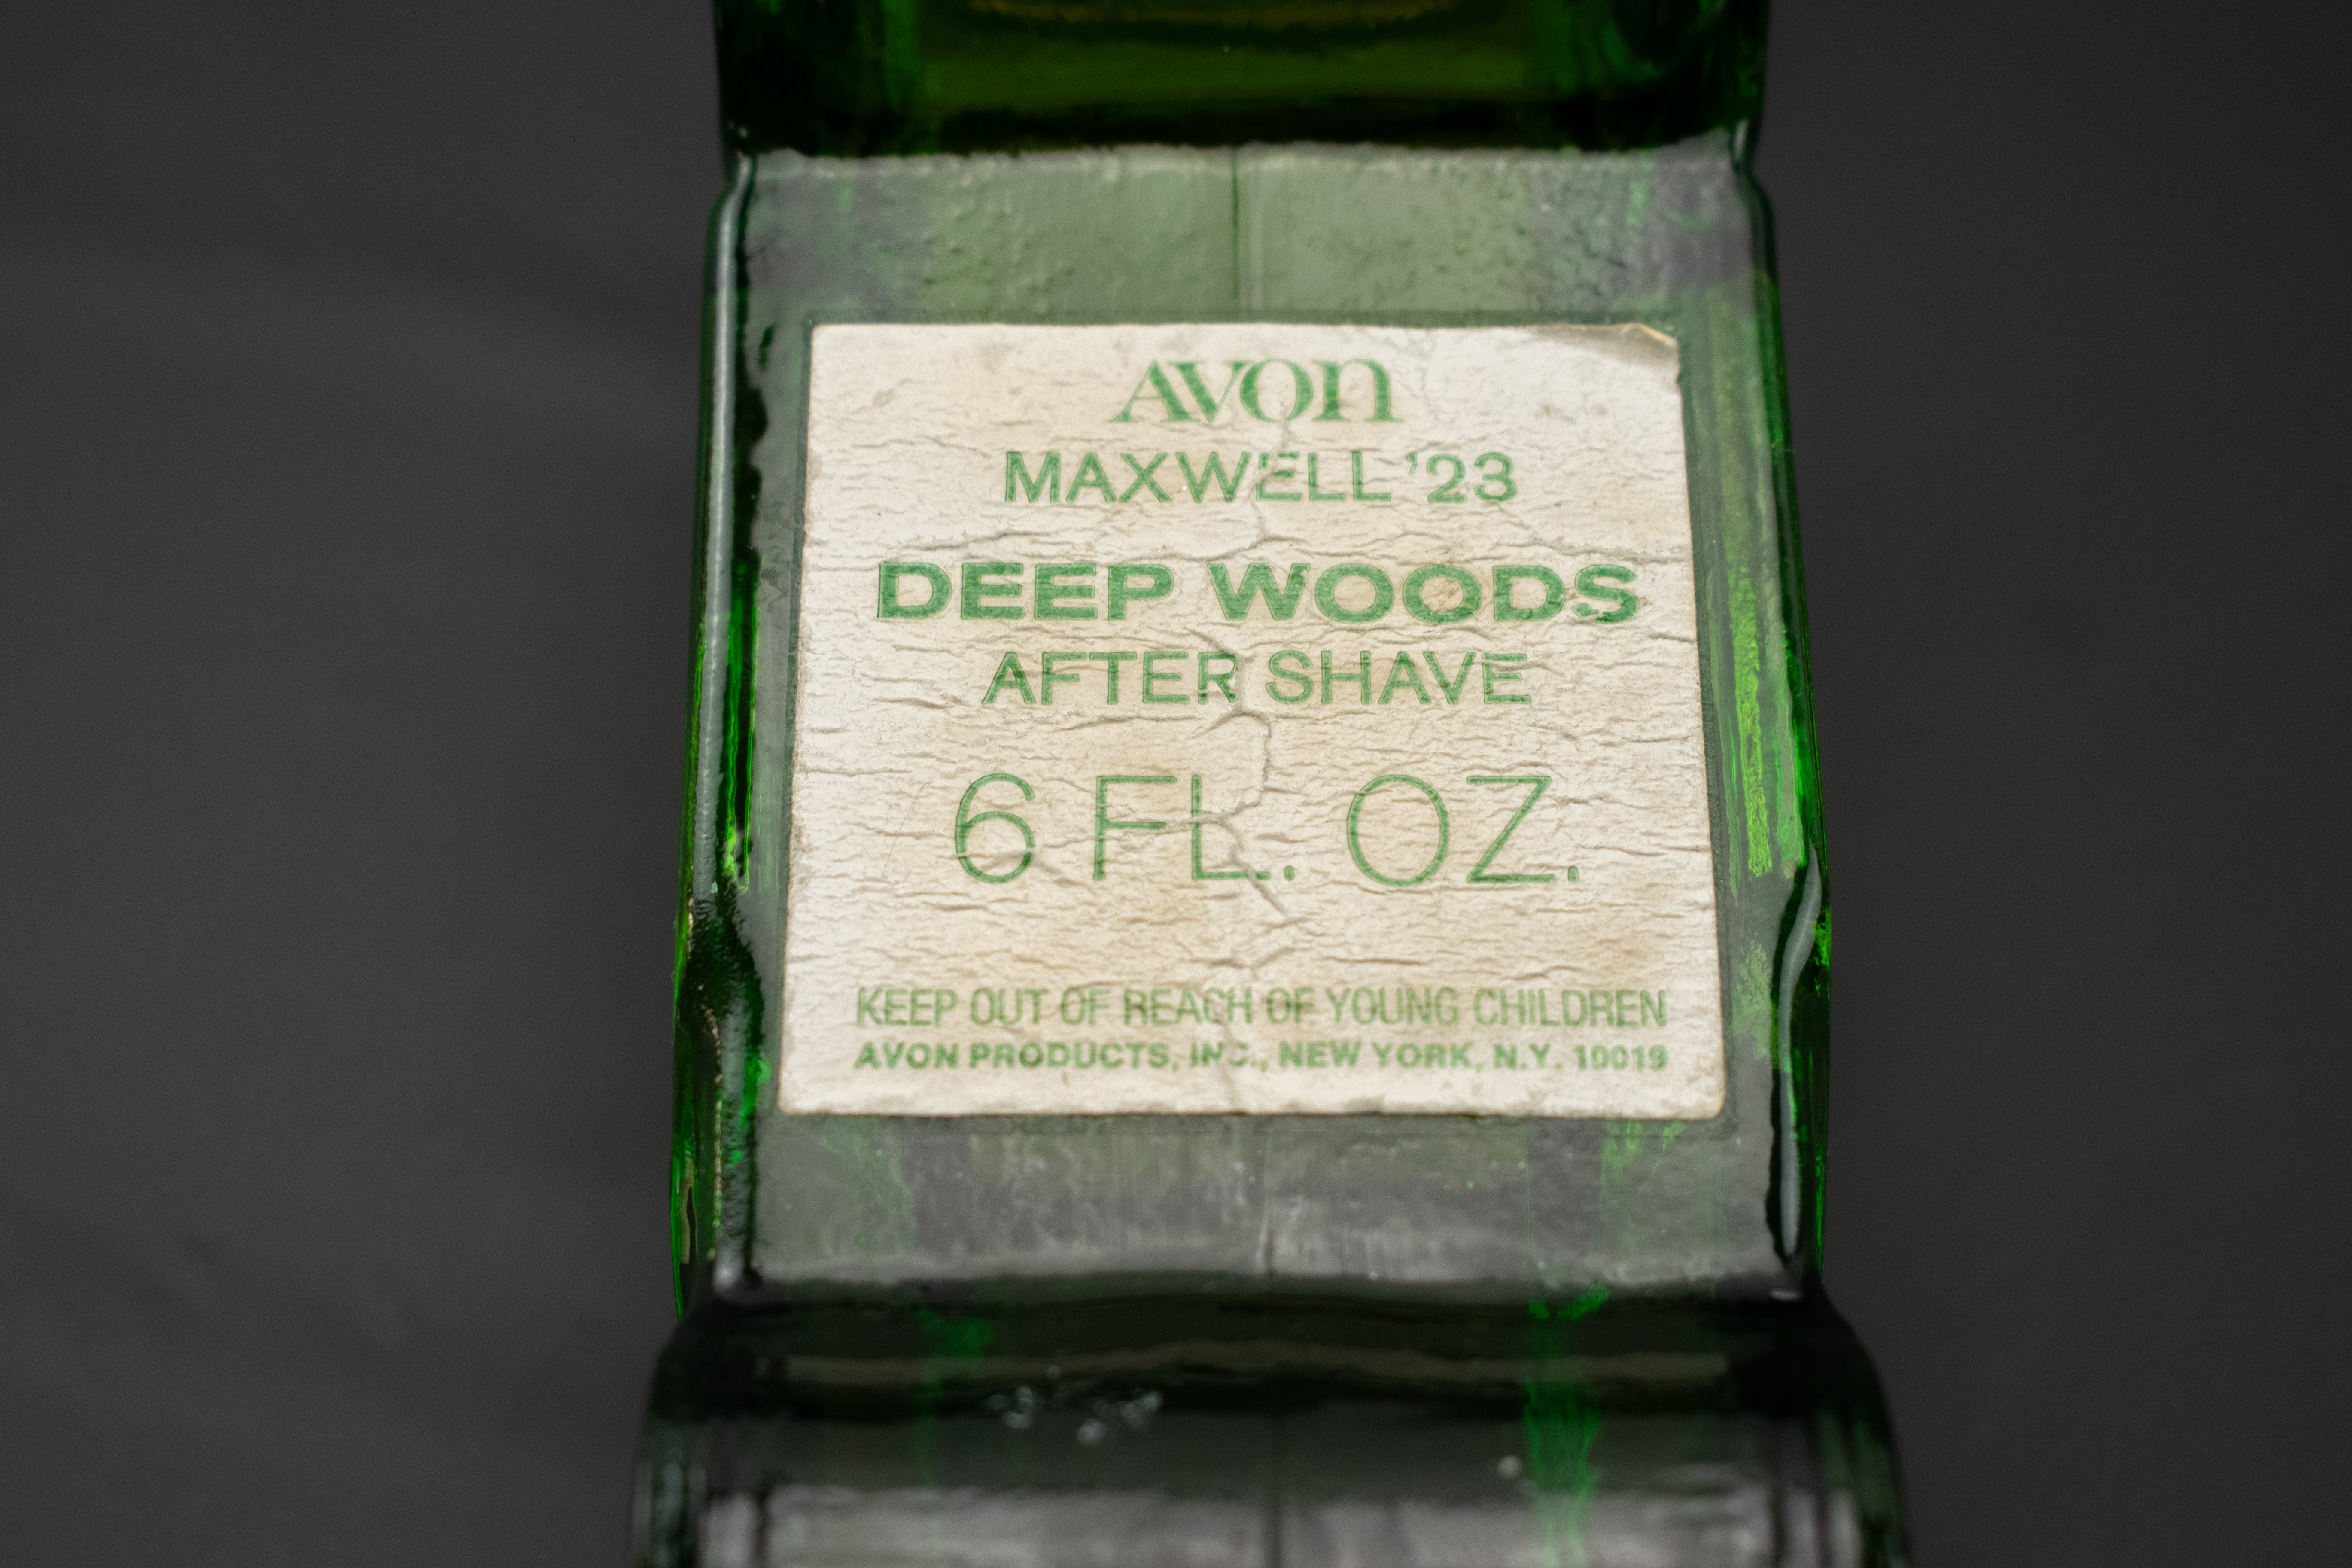 AVON
MAXWELL '23
DEEP WOODS
AFTER SHAVE
6 FL. OZ.
KEEP OUT OF REACH OF YOUNG CHILDREN
AVON PRODUCTS, INC., NEW YORK, N.Y. 10019